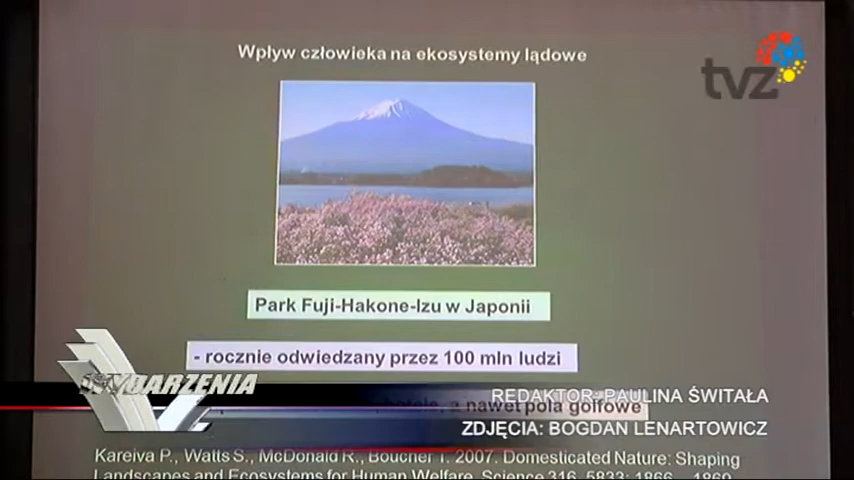 Wpływ człowieka na ekosystemy lądowe
tvz
Park Fuji-Hakone-Izu w Japonii
- rocznie odwiedzany przez 100 mln ludzi
WYDARZENIA
REDAKTOR: PAULINA ŚWITAŁA
hotele, z nawet pola golfowe
ZDJĘCIA: BOGDAN LENARTOWICZ
Kareiva P., Watts S., McDonald R., Boucher T. 2007. Domesticated Nature: Shaping
Landscapes and Ecosystems for Human Welfare. Science 316, 5833: 1866 - 1869